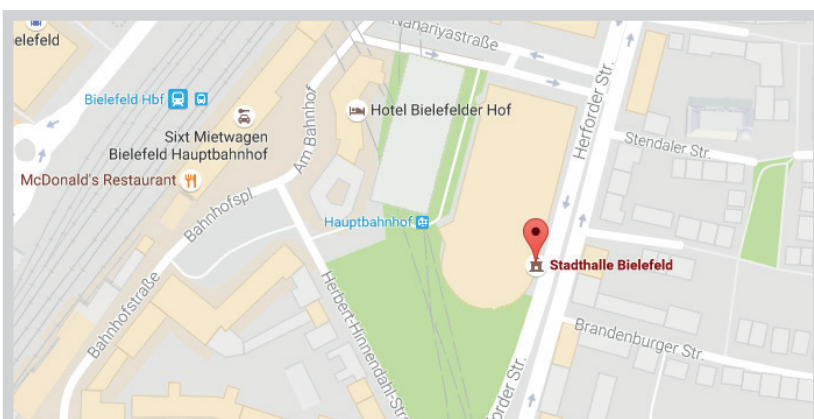 Nahariyastraße
elefeld
Bielefeld Hbf
Hotel Bielefelder Hof
Sixt Mietwagen
Bielefeld Hauptbahnhof
Am Bahnhof
Herforder Str.
Stendaler Str.
McDonald's Restaurant
Bahnhofspl.
Hauptbahnhof
Stadthalle Bielefeld
Bahnhofstraße
Herbert-Hinnendahl-Str
Brandenburger Str.
forder Str.